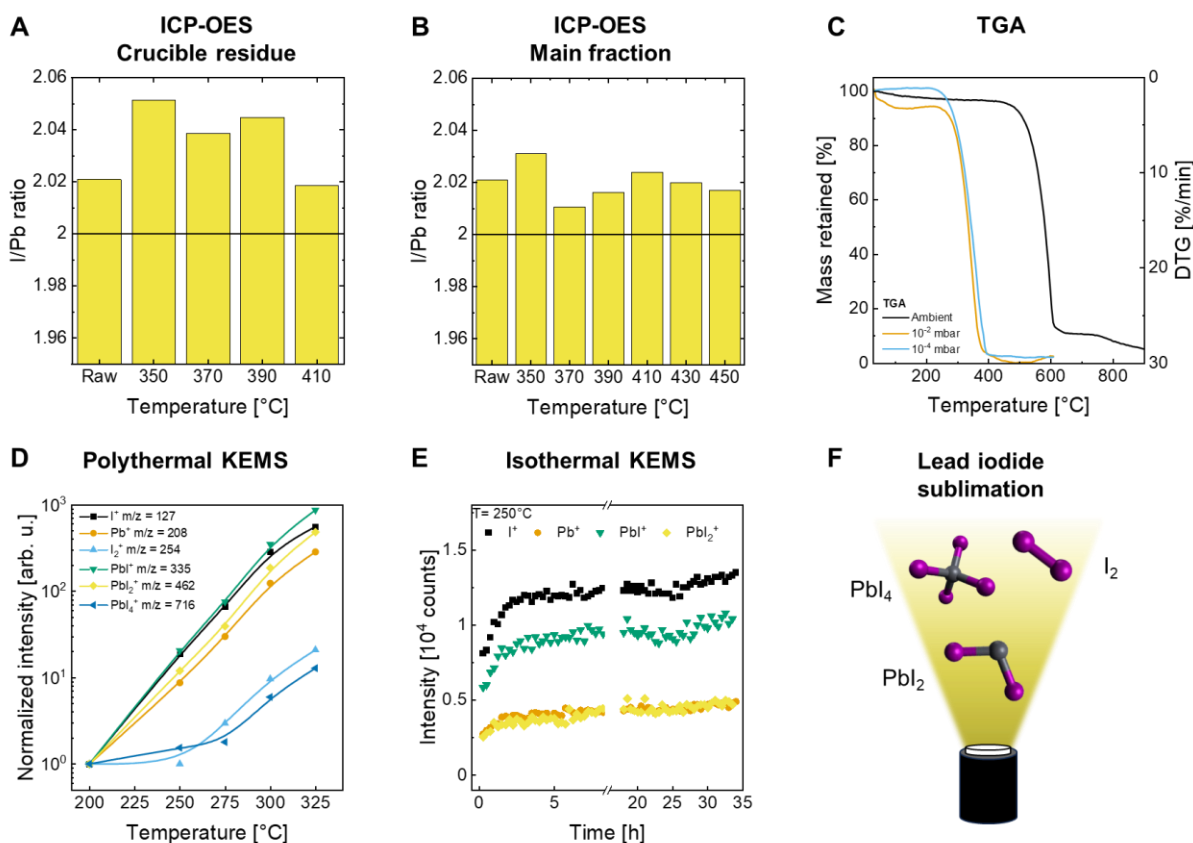 A
ICP-OES
Crucible residue
2.06
2.04
2.02
2
1.98
1.96
I/Pb ratio
Raw 350 370 390 410
Temperature [°C]
B
ICP-OES
Main fraction
2.06
2.04
2.02
2
1.98
1.96
I/Pb ratio
Raw 350 370 390 410 430 450
Temperature [°C]
C
TGA
100
80
60
40
20
0
Mass retained [%]
0
10
20
30
DTG [%/min]
TGA
Ambient
10⁻² mbar
10⁻⁴ mbar
200 400 600 800
Temperature [°C]
D
Polythermal KEMS
10³
10²
10¹
10⁰
Normalized intensity [arb. u.]
I⁺ m/z = 127
Pb⁺ m/z = 208
I₂⁺ m/z = 254
PbI⁺ m/z = 335
PbI₂⁺ m/z = 462
PbI₄⁺ m/z = 716
200 225 250 275 300 325
Temperature [°C]
E
Isothermal KEMS
T= 250°C
I⁺ Pb⁺ PbI⁺ PbI₂⁺
1.5
1
0.5
0
Intensity [10⁴ counts]
0 5 20 25 30 35
Time [h]
F
Lead iodide
sublimation
PbI₄
I₂
PbI₂